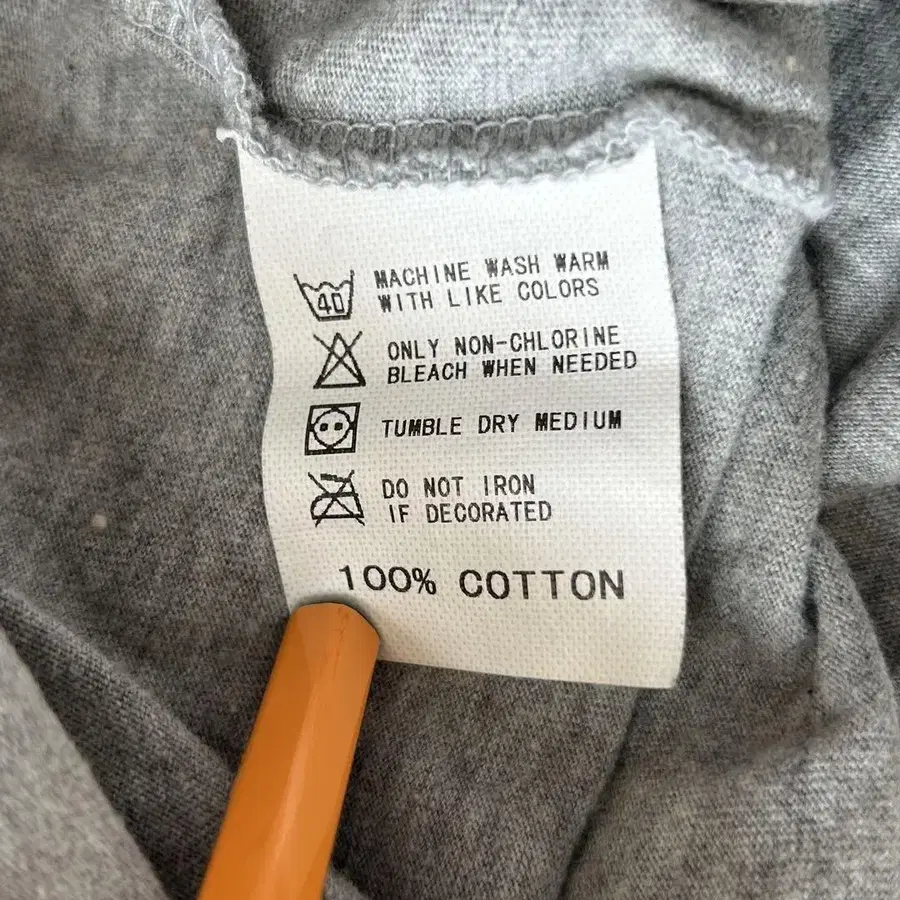 40
MACHINE WASH WARM
WITH LIKE COLORS
ONLY NON-CHLORINE
BLEACH WHEN NEEDED
TUMBLE DRY MEDIUM
DO NOT IRON
IF DECORATED
100% COTTON